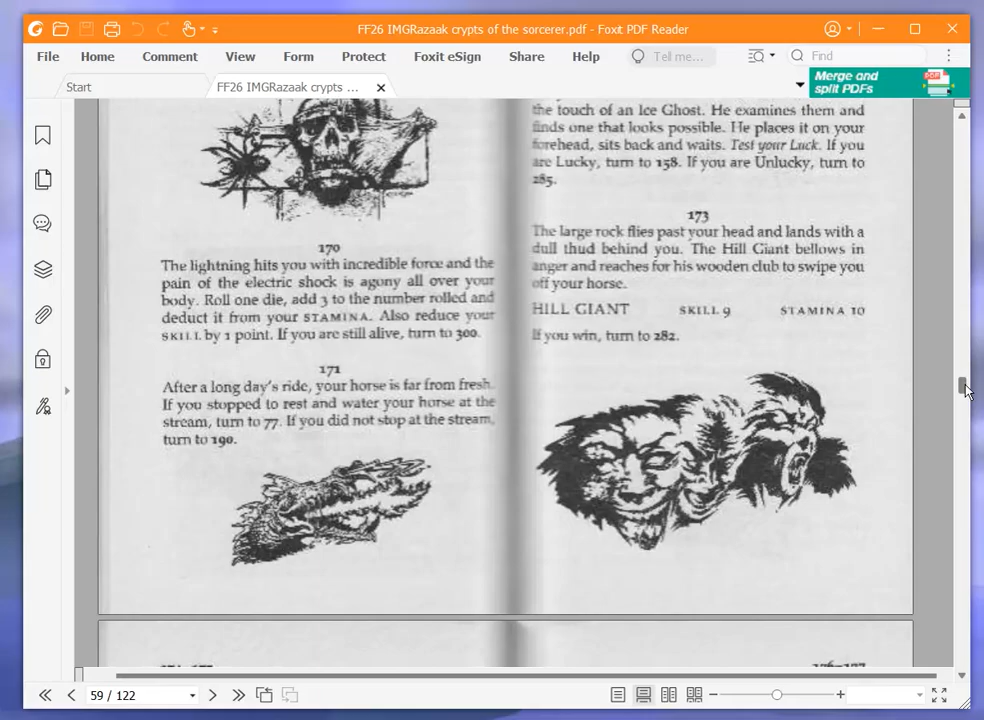 FF26 IMGRazaak crypts of the sorcerer.pdf - Foxit PDF Reader
File Home Comment View Form Protect Foxit eSign Share Help Tell me... Find
Start FF26 IMGRazaak crypts ... Merge and
split PDFs
170
The lightning hits you with incredible force and the
pain of the electric shock is agony all over your
body. Roll one die, add 3 to the number rolled and
deduct it from your STAMINA. Also reduce your
SKILL by 1 point. If you are still alive, turn to 300.
171
After a long day's ride, your horse is far from fresh.
If you stopped to rest and water your horse at the
stream, turn to 77. If you did not stop at the stream,
turn to 190.
the touch of an Ice Ghost. He examines them and
finds one that looks possible. He places it on your
forehead, sits back and waits. Test your Luck. If you
are Lucky, turn to 158. If you are Unlucky, turn to
285.
173
The large rock flies past your head and lands with a
dull thud behind you. The Hill Giant bellows in
anger and reaches for his wooden club to swipe you
off your horse.
HILL GIANT SKILL 9 STAMINA 10
If you win, turn to 282.
59 / 122